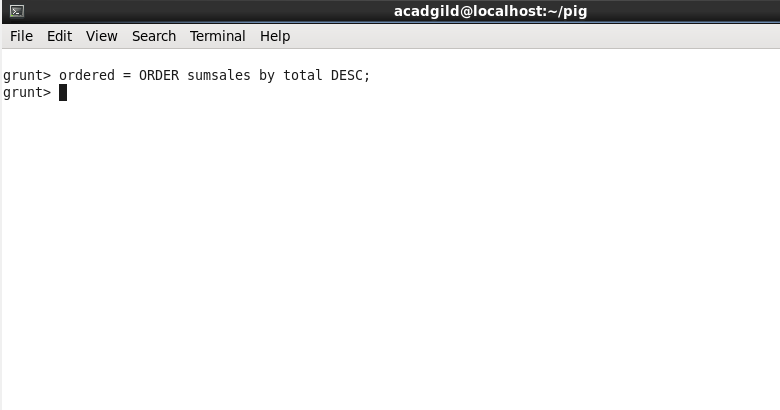 acadgild@localhost:~/pig
File Edit View Search Terminal Help
grunt> ordered = ORDER sumsales by total DESC;
grunt>